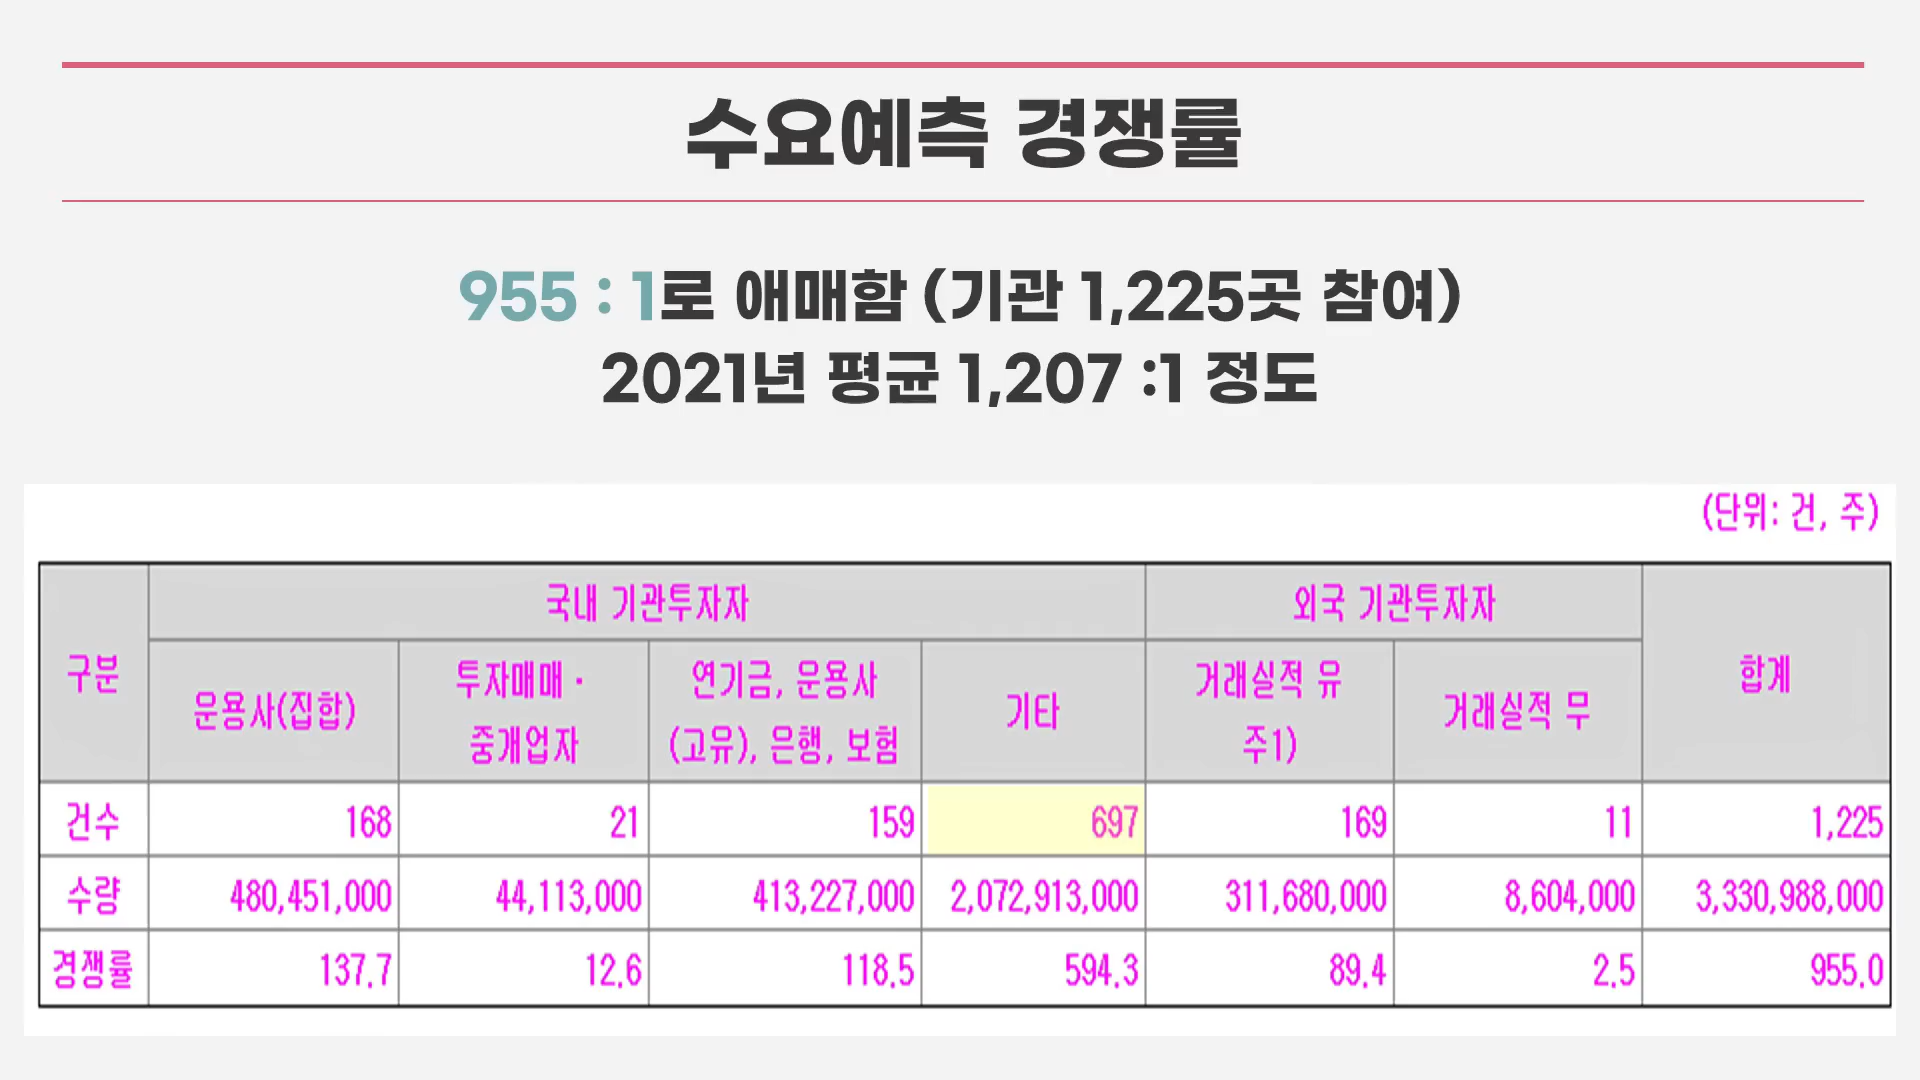 수요예측 경쟁률
955 : 1로 애매함 (기관 1,225곳 참여)
2021년 평균 1,207 :1 정도
(단위: 건, 주)
구분 국내 기관투자자 외국 기관투자자 합계
운용사(집합) 투자매매·중개업자 연기금, 운용사(고유), 은행, 보험 기타 거래실적 유 주1) 거래실적 무
건수 168 21 159 697 169 11 1,225
수량 480,451,000 44,113,000 413,227,000 2,072,913,000 311,680,000 8,604,000 3,330,988,000
경쟁률 137.7 12.6 118.5 594.3 89.4 2.5 955.0